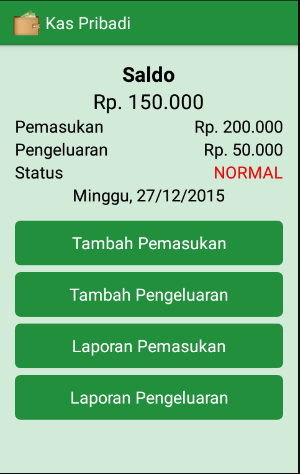 Kas Pribadi
Saldo
Rp. 150.000
Pemasukan Rp. 200.000
Pengeluaran Rp. 50.000
Status NORMAL
Minggu, 27/12/2015
Tambah Pemasukan
Tambah Pengeluaran
Laporan Pemasukan
Laporan Pengeluaran